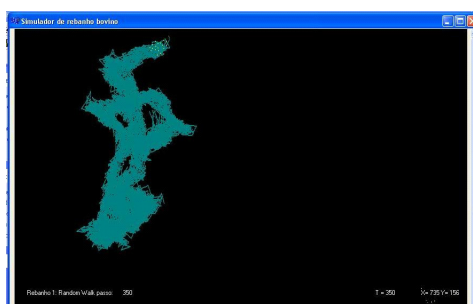 Simulador de rebanho bovino
Rebanho 1: Random Walk passo: 350 T = 350 X= 735 Y= 156